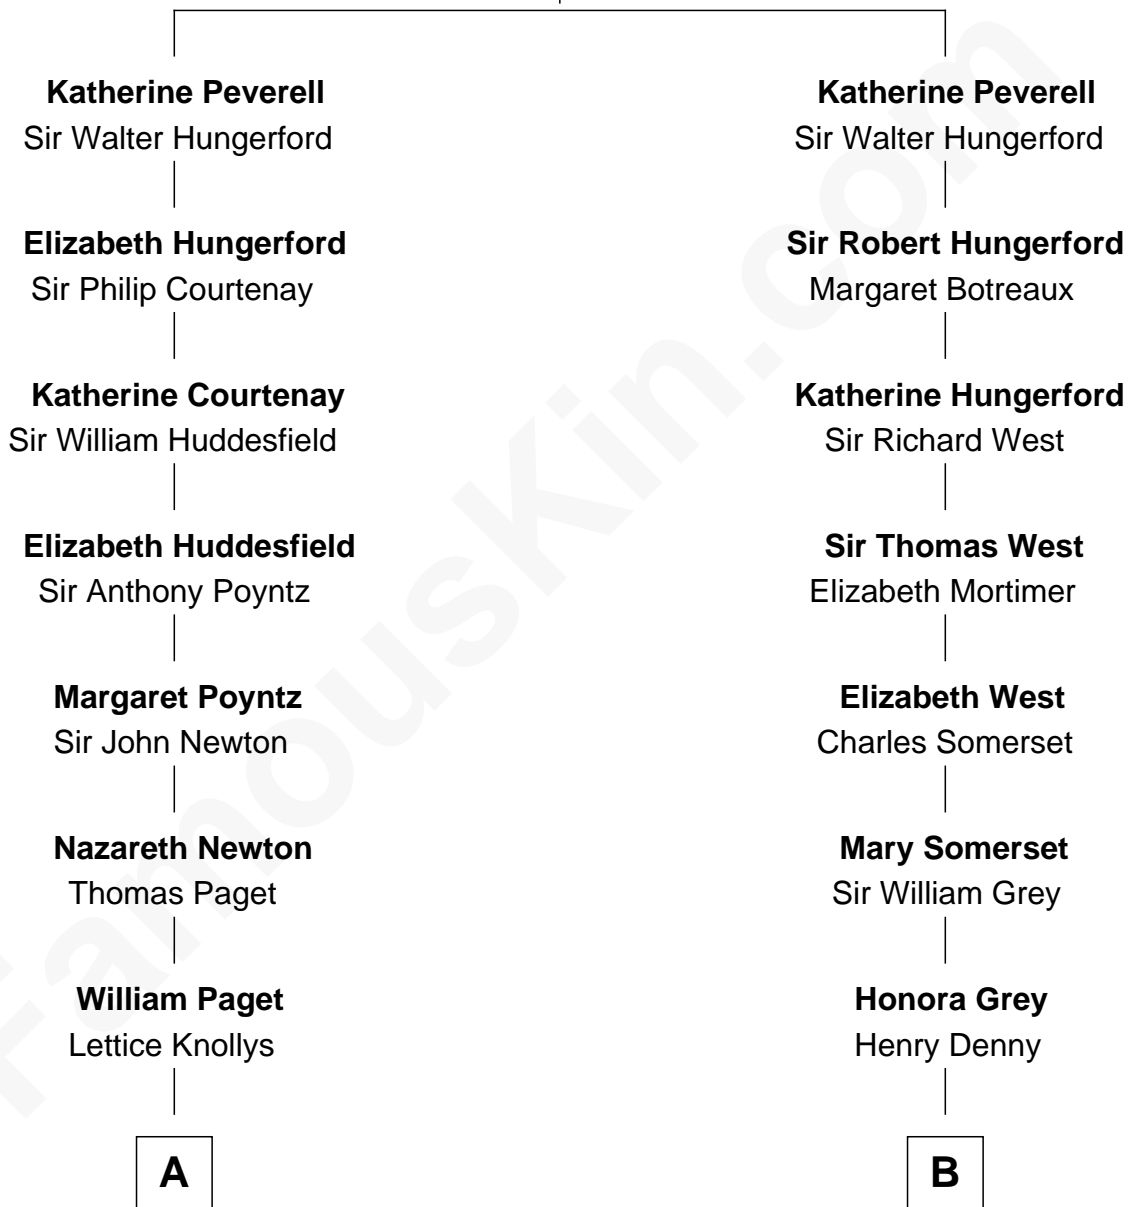 Katherine Peverell
Sir Walter Hungerford
Elizabeth Hungerford
Sir Philip Courtenay
Katherine Courtenay
Sir William Huddesfield
Elizabeth Huddesfield
Sir Anthony Poyntz
Margaret Poyntz
Sir John Newton
Nazareth Newton
Thomas Paget
William Paget
Lettice Knollys
A
Katherine Peverell
Sir Walter Hungerford
Sir Robert Hungerford
Margaret Botreaux
Katherine Hungerford
Sir Richard West
Sir Thomas West
Elizabeth Mortimer
Elizabeth West
Charles Somerset
Mary Somerset
Sir William Grey
Honora Grey
Henry Denny
B
FamousKin.com